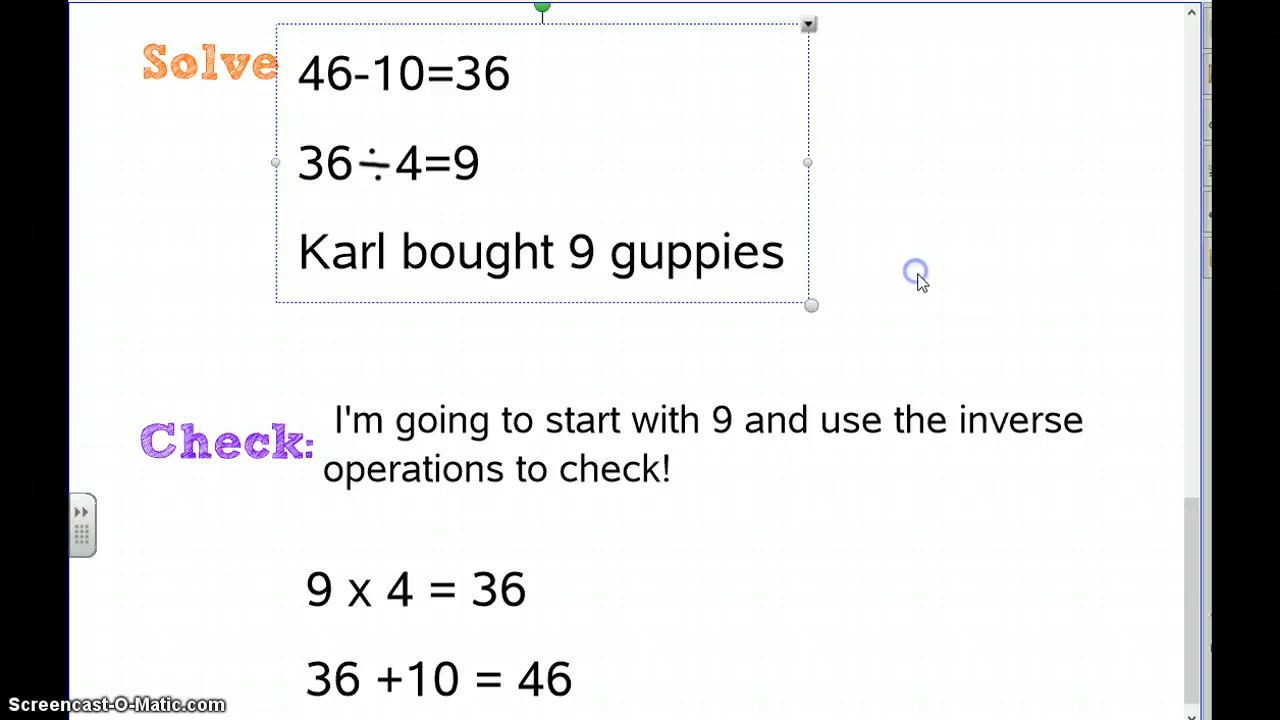 Solve
46-10=36
36÷4=9
Karl bought 9 guppies
Check:
I'm going to start with 9 and use the inverse
operations to check!
9 x 4 = 36
36 +10 = 46
Screencast-O-Matic.com